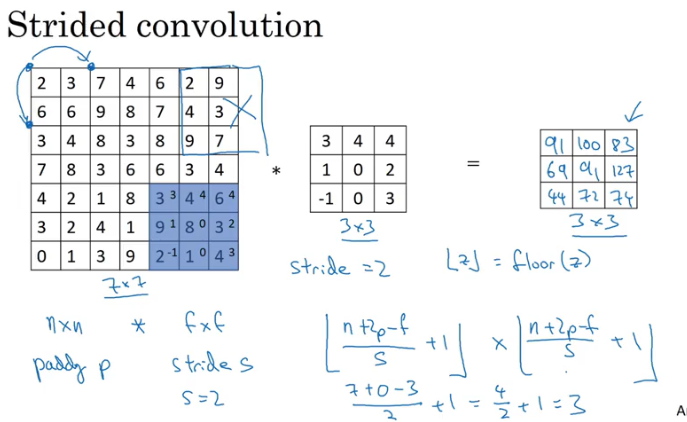 Strided convolution
2 3 7 4 6 2 9
6 6 9 8 7 4 3
3 4 8 3 8 9 7
7 8 3 6 6 3 4
4 2 1 8 3 3 4 4 6 4
3 2 4 1 9 1 8 0 3 2
0 1 3 9 2 -1 1 0 4 3
7×7
*
3 4 4
1 0 2
-1 0 3
3×3
stride = 2
=
91 100 83
69 91 127
44 72 74
3×3
⌊z⌋ = floor(z)
n×n * f×f
paddy p stride s
s=2
⌊(n+2p-f)/s + 1⌋ × ⌊(n+2p-f)/s + 1⌋
(7+0-3)/2 + 1 = 4/2 + 1 = 3